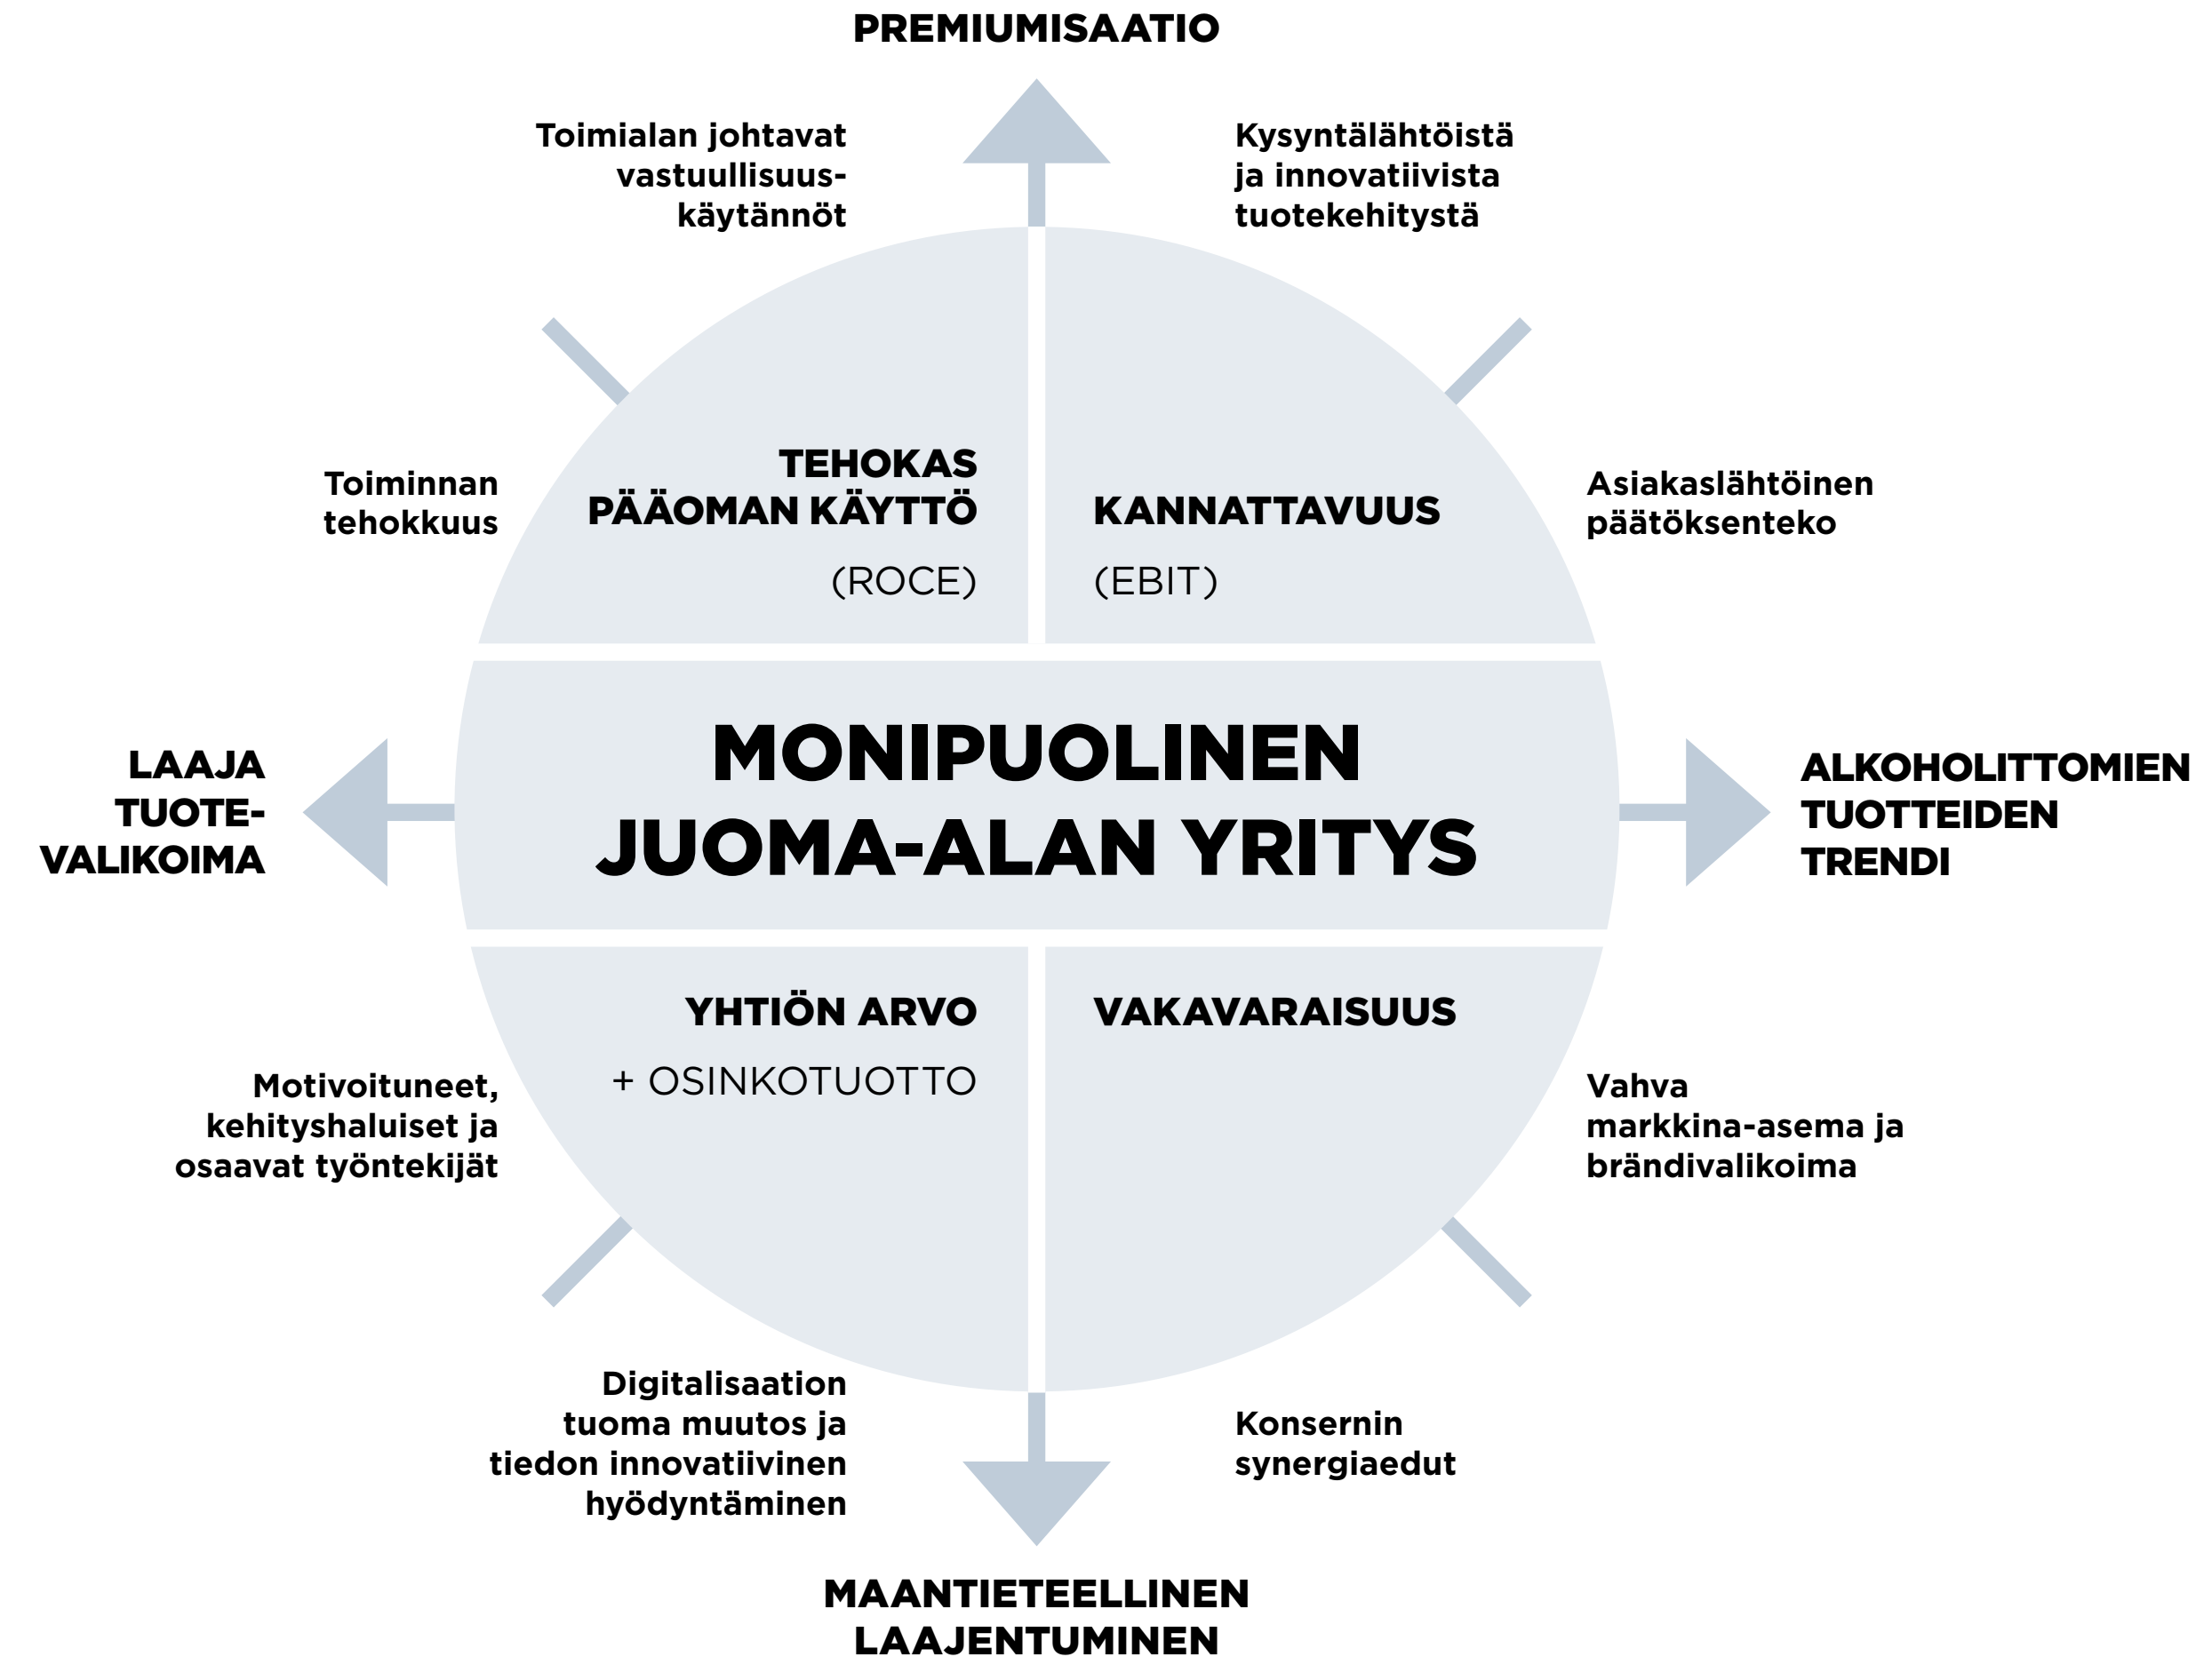 PREMIUMISAATIO
Toimialan johtavat
vastuullisuus-
käytännöt
Kysyntälähtöistä
ja innovatiivista
tuotekehitystä
Toiminnan
tehokkuus
TEHOKAS
PÄÄOMAN KÄYTTÖ
(ROCE)
KANNATTAVUUS
(EBIT)
Asiakaslähtöinen
päätöksenteko
LAAJA
TUOTE-
VALIKOIMA
MONIPUOLINEN
JUOMA-ALAN YRITYS
ALKOHOLITTOMIEN
TUOTTEIDEN
TRENDI
YHTIÖN ARVO
+ OSINKOTUOTTO
VAKAVARAISUUS
Motivoituneet,
kehityshaluiset ja
osaavat työntekijät
Vahva
markkina-asema ja
brändivalikoima
Digitalisaation
tuoma muutos ja
tiedon innovatiivinen
hyödyntäminen
Konsernin
synergiaedut
MAANTIETEELLINEN
LAAJENTUMINEN